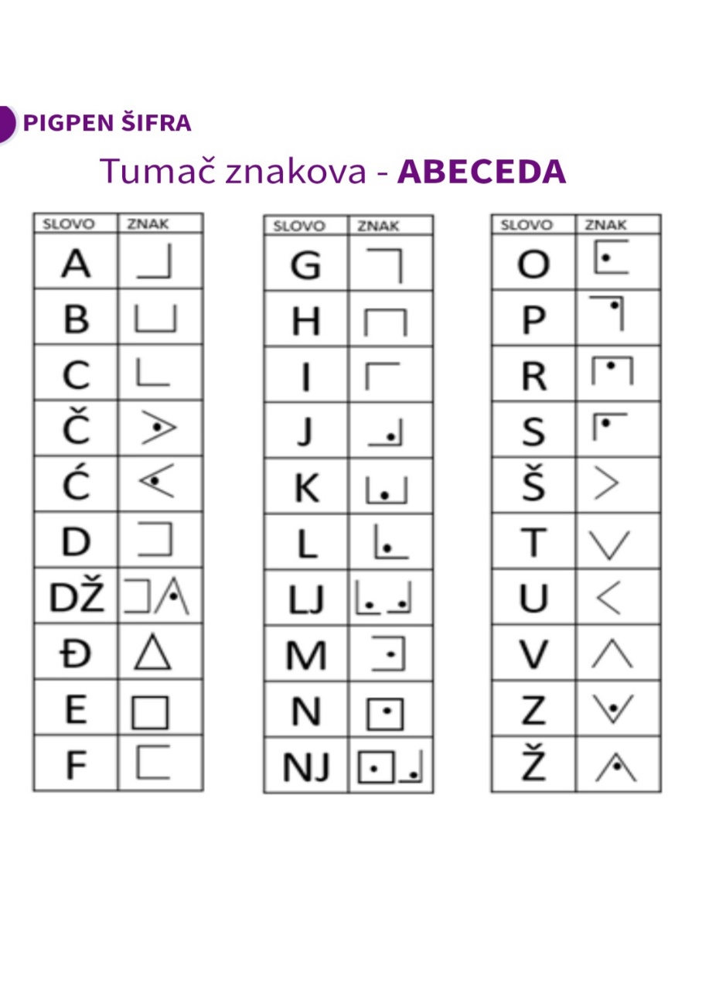 PIGPEN ŠIFRA
Tumač znakova - ABECEDA
SLOVO ZNAK
A
B
C
Č
Ć
D
DŽ
Đ
E
F
SLOVO ZNAK
G
H
I
J
K
L
LJ
M
N
NJ
SLOVO ZNAK
O
P
R
S
Š
T
U
V
Z
Ž